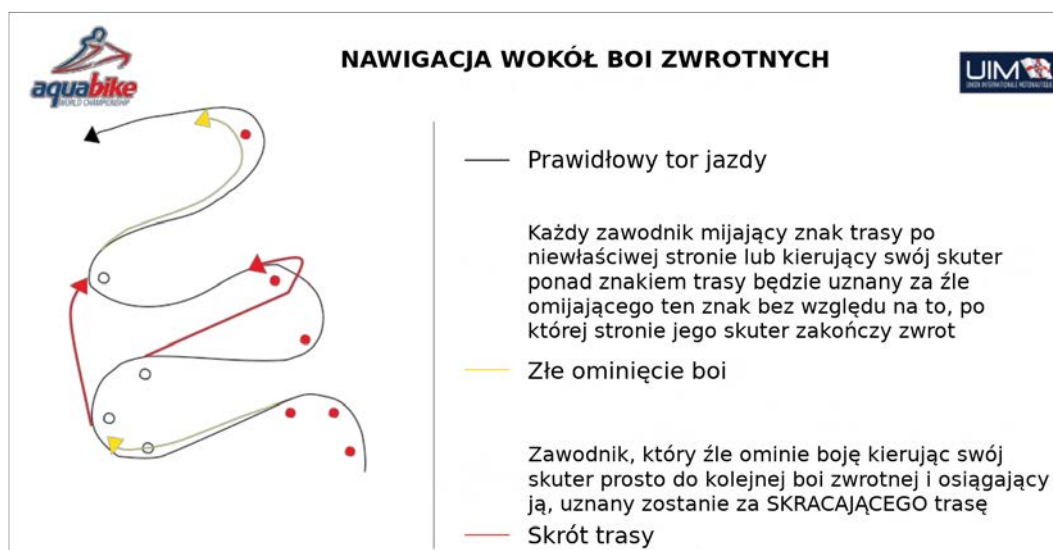 NAWIGACJA WOKÓŁ BOI ZWROTNYCH
aquabike
WORLD CHAMPIONSHIP
UIM
UNION INTERNATIONALE MOTONAUTIQUE
Prawidłowy tor jazdy
Każdy zawodnik mijający znak trasy po
niewłaściwej stronie lub kierujący swój skuter
ponad znakiem trasy będzie uznany za źle
omijającego ten znak bez względu na to, po
której stronie jego skuter zakończy zwrot
Złe ominięcie boi
Zawodnik, który źle ominie boję kierując swój
skuter prosto do kolejnej boi zwrotnej i osiągający
ją, uznany zostanie za SKRACAJĄCEGO trasę
Skrót trasy